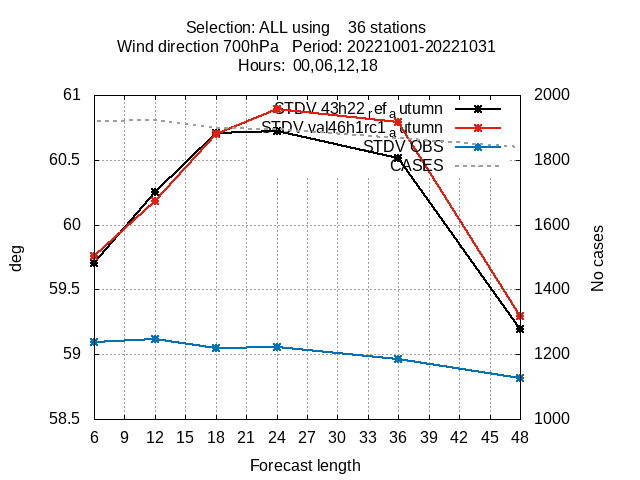 Selection: ALL using 36 stations
Wind direction 700hPa Period: 20221001-20221031
Hours: 00,06,12,18
61
60.5
60
59.5
59
58.5
deg
2000
1800
1600
1400
1200
1000
No cases
STDV 43h22_ref_autumn
STDV val46h1rc1_autumn
STDV OBS
CASES
6 9 12 15 18 21 24 27 30 33 36 39 42 45 48
Forecast length